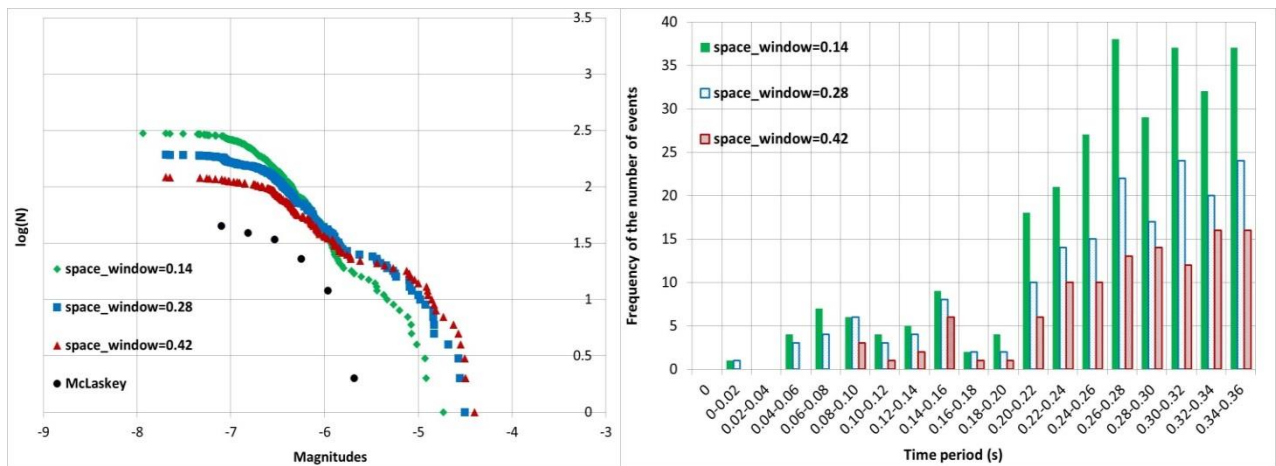 3.5
3
2.5
2
1.5
1
0.5
0
log(N)
space_window=0.14
space_window=0.28
space_window=0.42
McLaskey
-9 -8 -7 -6 -5 -4 -3
Magnitudes
40
35
30
25
20
15
10
5
0
Frequency of the number of events
space_window=0.14
space_window=0.28
space_window=0.42
0 0-0.02 0.02-0.04 0.04-0.06 0.06-0.08 0.08-0.10 0.10-0.12 0.12-0.14 0.14-0.16 0.16-0.18 0.18-0.20 0.20-0.22 0.22-0.24 0.24-0.26 0.26-0.28 0.28-0.30 0.30-0.32 0.32-0.34 0.34-0.36
Time period (s)